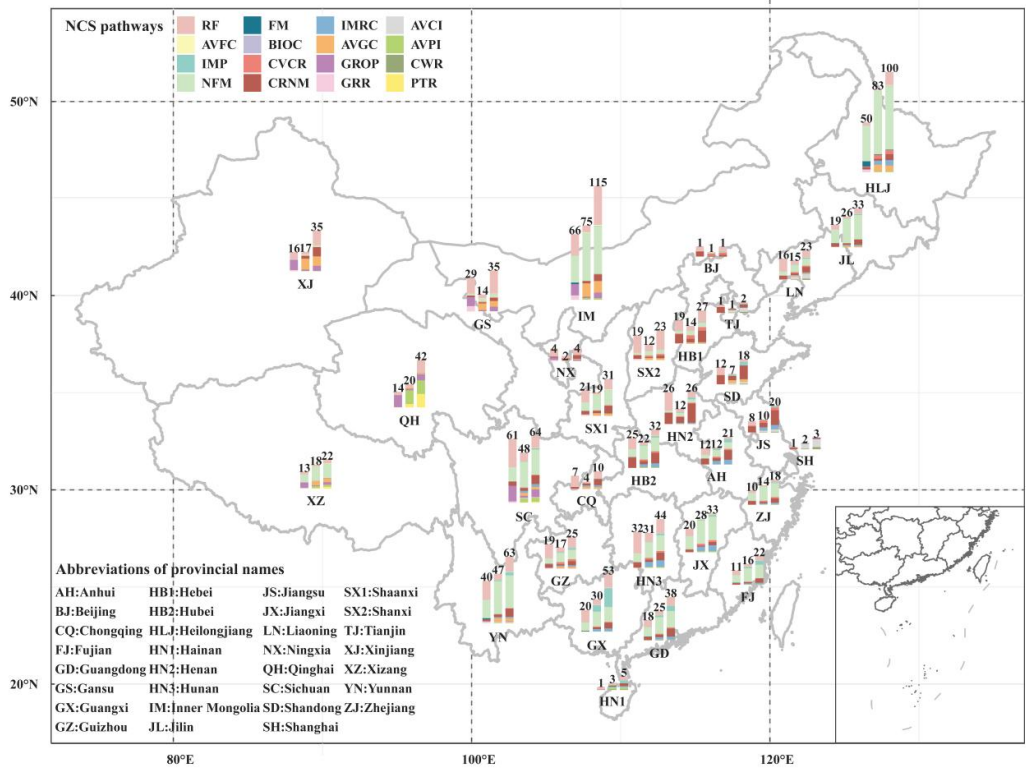 NCS pathways RF FM IMRC AVCI
AVFC BIOC AVGC AVPI
IMP CVCR GROP CWR
NFM CRNM GRR PTR
50°N
40°N
30°N
20°N
80°E 100°E 120°E
50 83 100
HLJ
19 26 33
JL
16 15 23
LN
66 75 115
IM
1 1 1
BJ
1 1 2
TJ
16 17 35
XJ
29 14 35
GS
19 14 27
HB1
19 12 23
SX2
4 2 4
NX
12 7 18
SD
14 20 42
QH
21 19 31
SX1
26 12 26
HN2
8 10 20
JS
1 2 3
SH
13 18 22
XZ
61 48 64
SC
7 4 10
CQ
25 22 32
HB2
12 12 21
AH
10 14 18
ZJ
19 17 25
GZ
32 31 44
HN3
20 28 33
JX
11 16 22
FJ
40 47 63
YN
20 30 53
GX
18 25 38
GD
1 3 5
HN1
Abbreviations of provincial names
AH:Anhui HB1:Hebei JS:Jiangsu SX1:Shaanxi
BJ:Beijing HB2:Hubei JX:Jiangxi SX2:Shanxi
CQ:Chongqing HLJ:Heilongjiang LN:Liaoning TJ:Tianjin
FJ:Fujian HN1:Hainan NX:Ningxia XJ:Xinjiang
GD:Guangdong HN2:Henan QH:Qinghai XZ:Xizang
GS:Gansu HN3:Hunan SC:Sichuan YN:Yunnan
GX:Guangxi IM:Inner Mongolia SD:Shandong ZJ:Zhejiang
GZ:Guizhou JL:Jilin SH:Shanghai